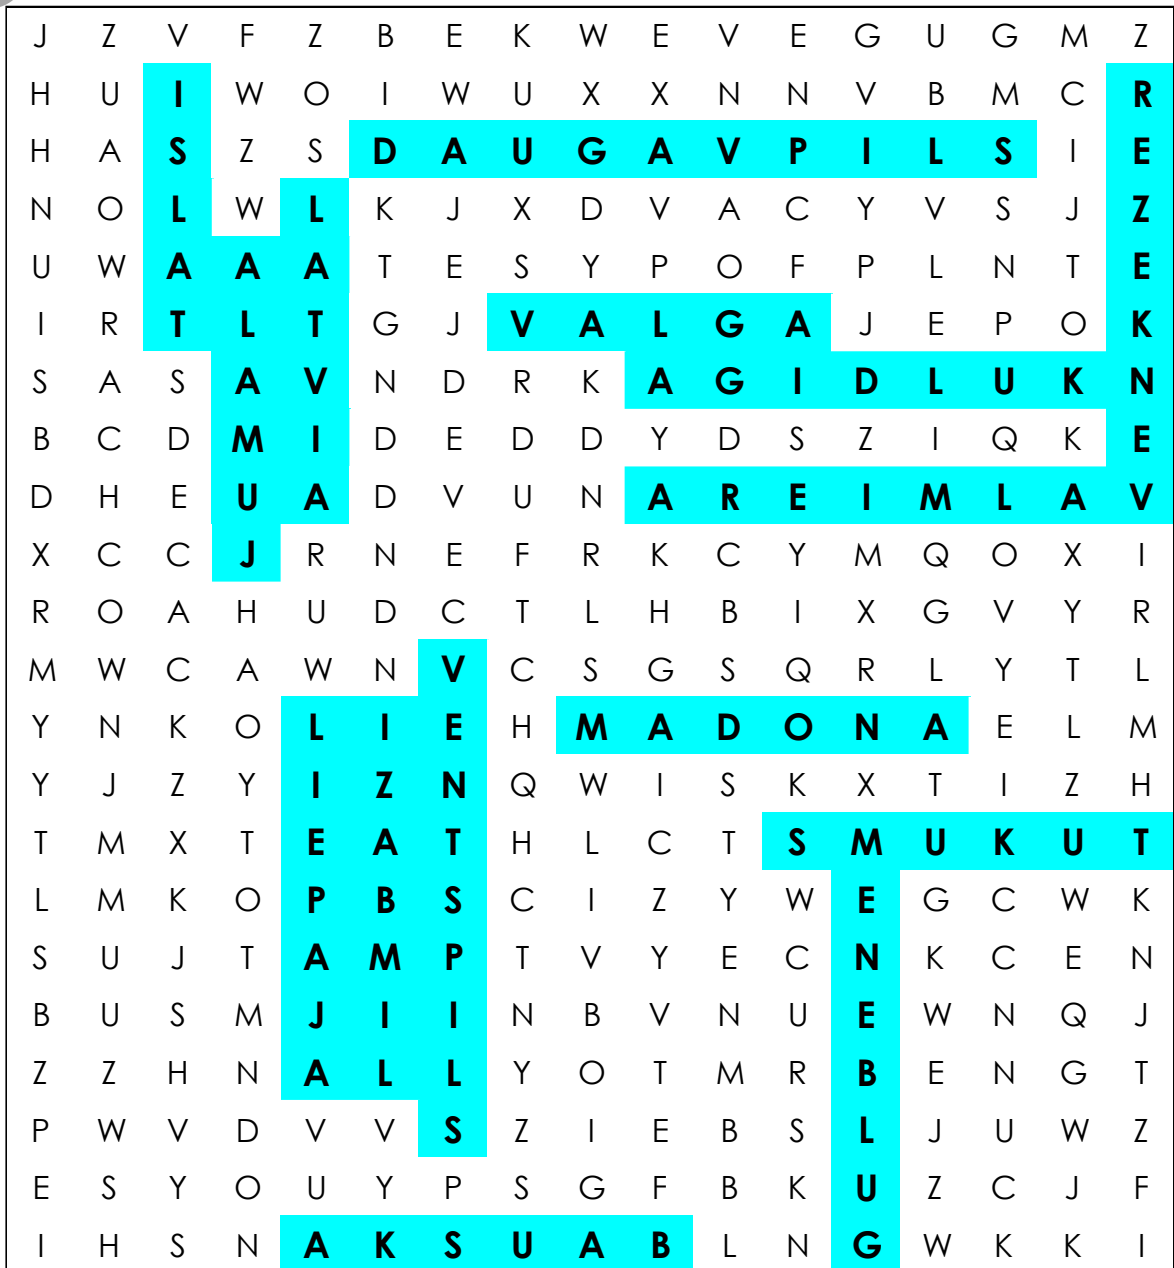 J Z V F Z B E K W E V E G U G M Z
H U I W O I W U X X N N V B M C R
H A S Z S D A U G A V P I L S I E
N O L W L K J X D V A C Y V S J Z
U W A A A T E S Y P O F P L N T E
I R T L T G J V A L G A J E P O K
S A S A V N D R K A G I D L U K N
B C D M I D E D D Y D S Z I Q K E
D H E U A D V U N A R E I M L A V
X C C J R N E F R K C Y M Q O X I
R O A H U D C T L H B I X G V Y R
M W C A W N V C S G S Q R L Y T L
Y N K O L I E H M A D O N A E L M
Y J Z Y I Z N Q W I S K X T I Z H
T M X T E A T H L C T S M U K U T
L M K O P B S C I Z Y W E G C W K
S U J T A M P T V Y E C N K C E N
B U S M J I I N B V N U E W N Q J
Z Z H N A L L Y O T M R B E N G T
P W V D V V S Z I E B S L J U W Z
E S Y O U Y P S G F B K U Z C J F
I H S N A K S U A B L N G W K K I